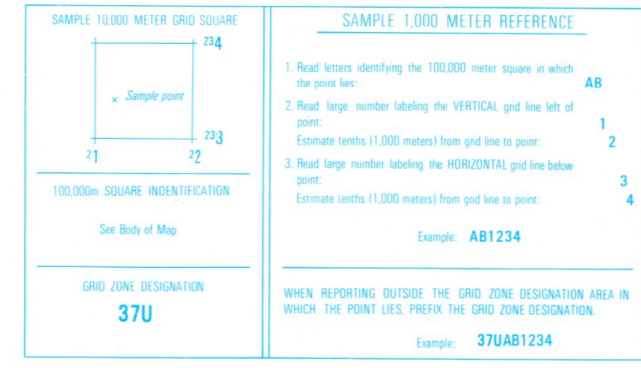 SAMPLE 10,000 METER GRID SQUARE
234
× Sample point
233
21 22
100,000m SQUARE INDENTIFICATION
See Body of Map
GRID ZONE DESIGNATION
37U
SAMPLE 1,000 METER REFERENCE
1. Read letters identifying the 100,000 meter square in which
the point lies: AB
2. Read large number labeling the VERTICAL grid line left of
point: 1
Estimate tenths (1,000 meters) from grid line to point: 2
3. Read large number labeling the HORIZONTAL grid line below
point: 3
Estimate tenths (1,000 meters) from grid line to point: 4
Example: AB1234
WHEN REPORTING OUTSIDE THE GRID ZONE DESIGNATION AREA IN
WHICH THE POINT LIES, PREFIX THE GRID ZONE DESIGNATION.
Example: 37UAB1234